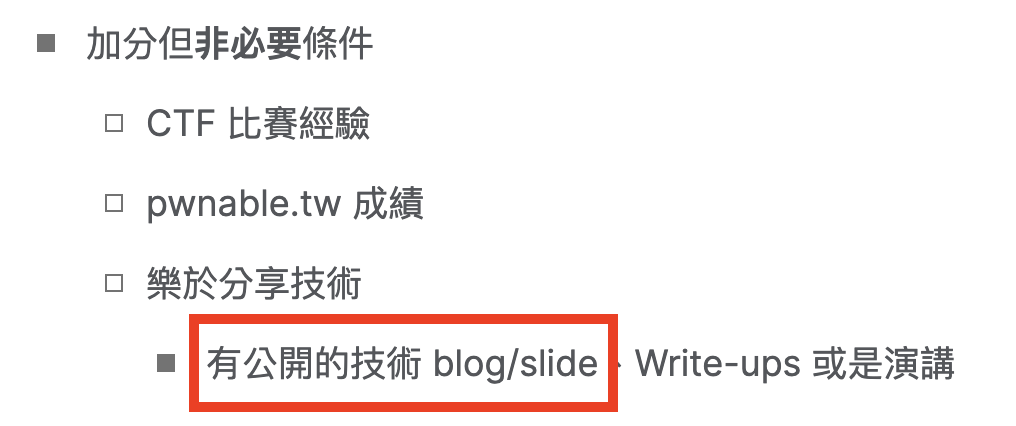 加分但非必要條件
CTF 比賽經驗
pwnable.tw 成績
樂於分享技術
有公開的技術 blog/slide、Write-ups 或是演講